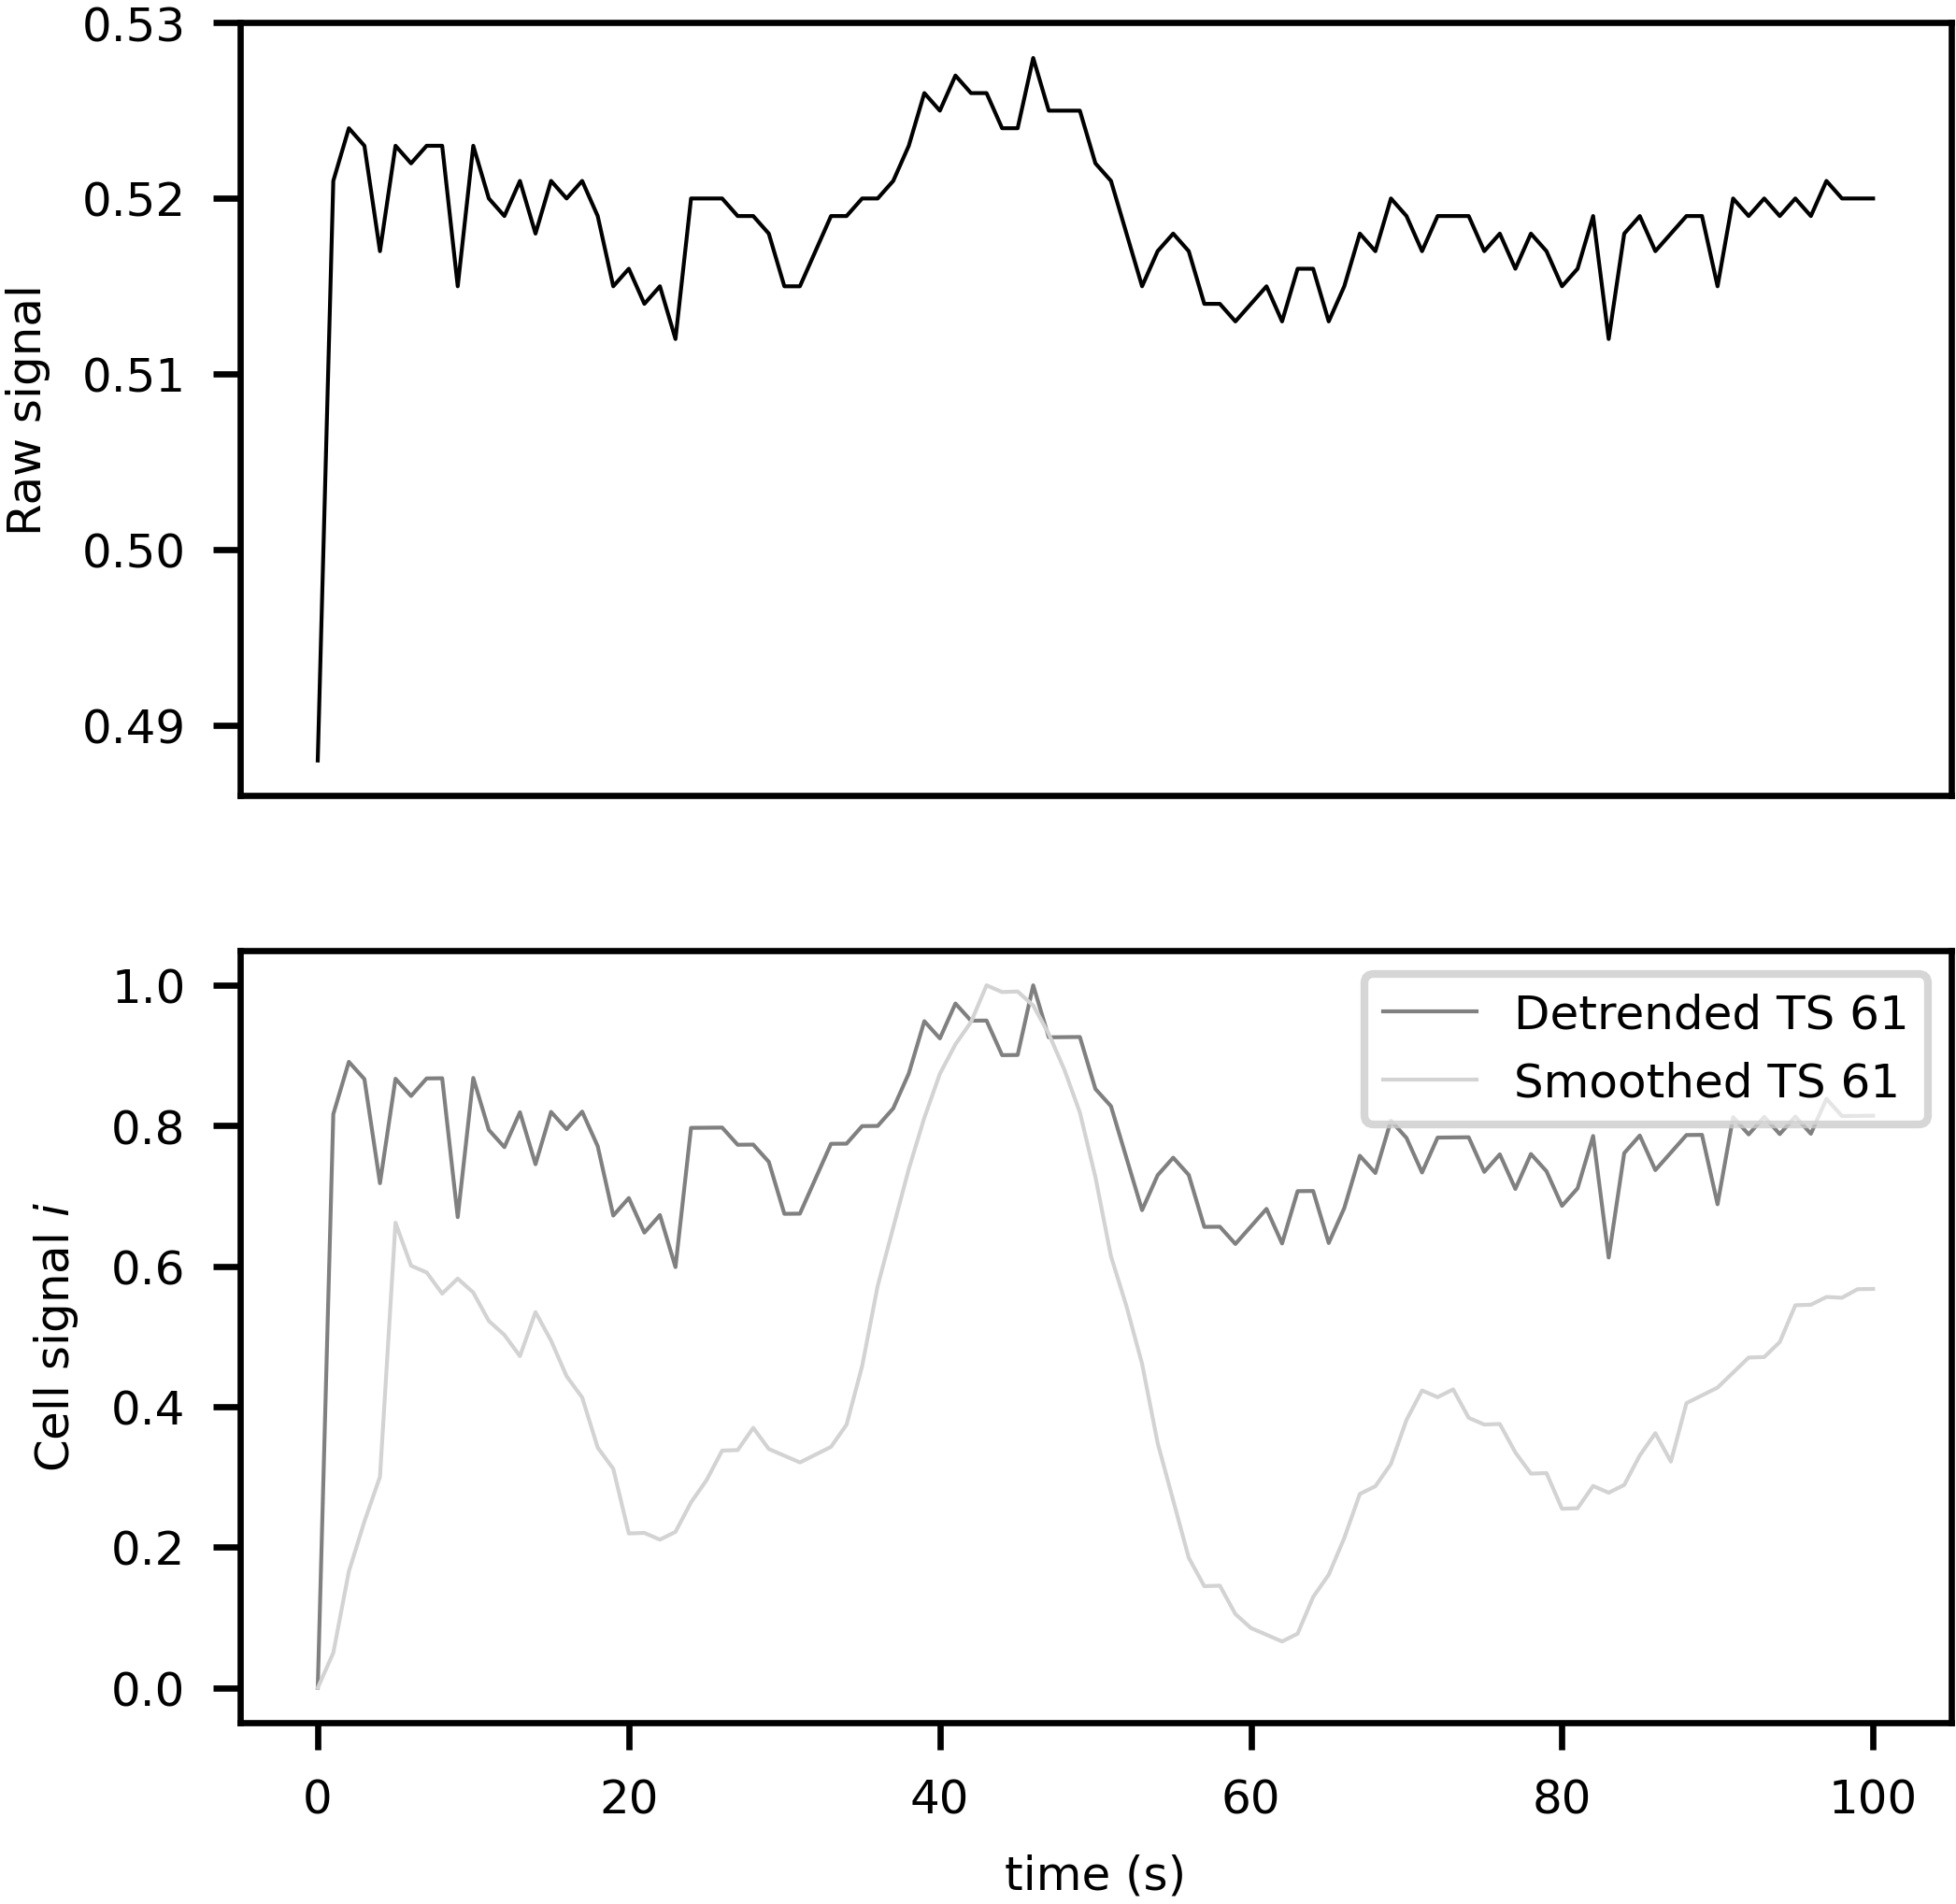 0.53
0.52
0.51
0.50
0.49
Raw signal
1.0
0.8
0.6
0.4
0.2
0.0
Cell signal i
Detrended TS 61
Smoothed TS 61
0 20 40 60 80 100
time (s)